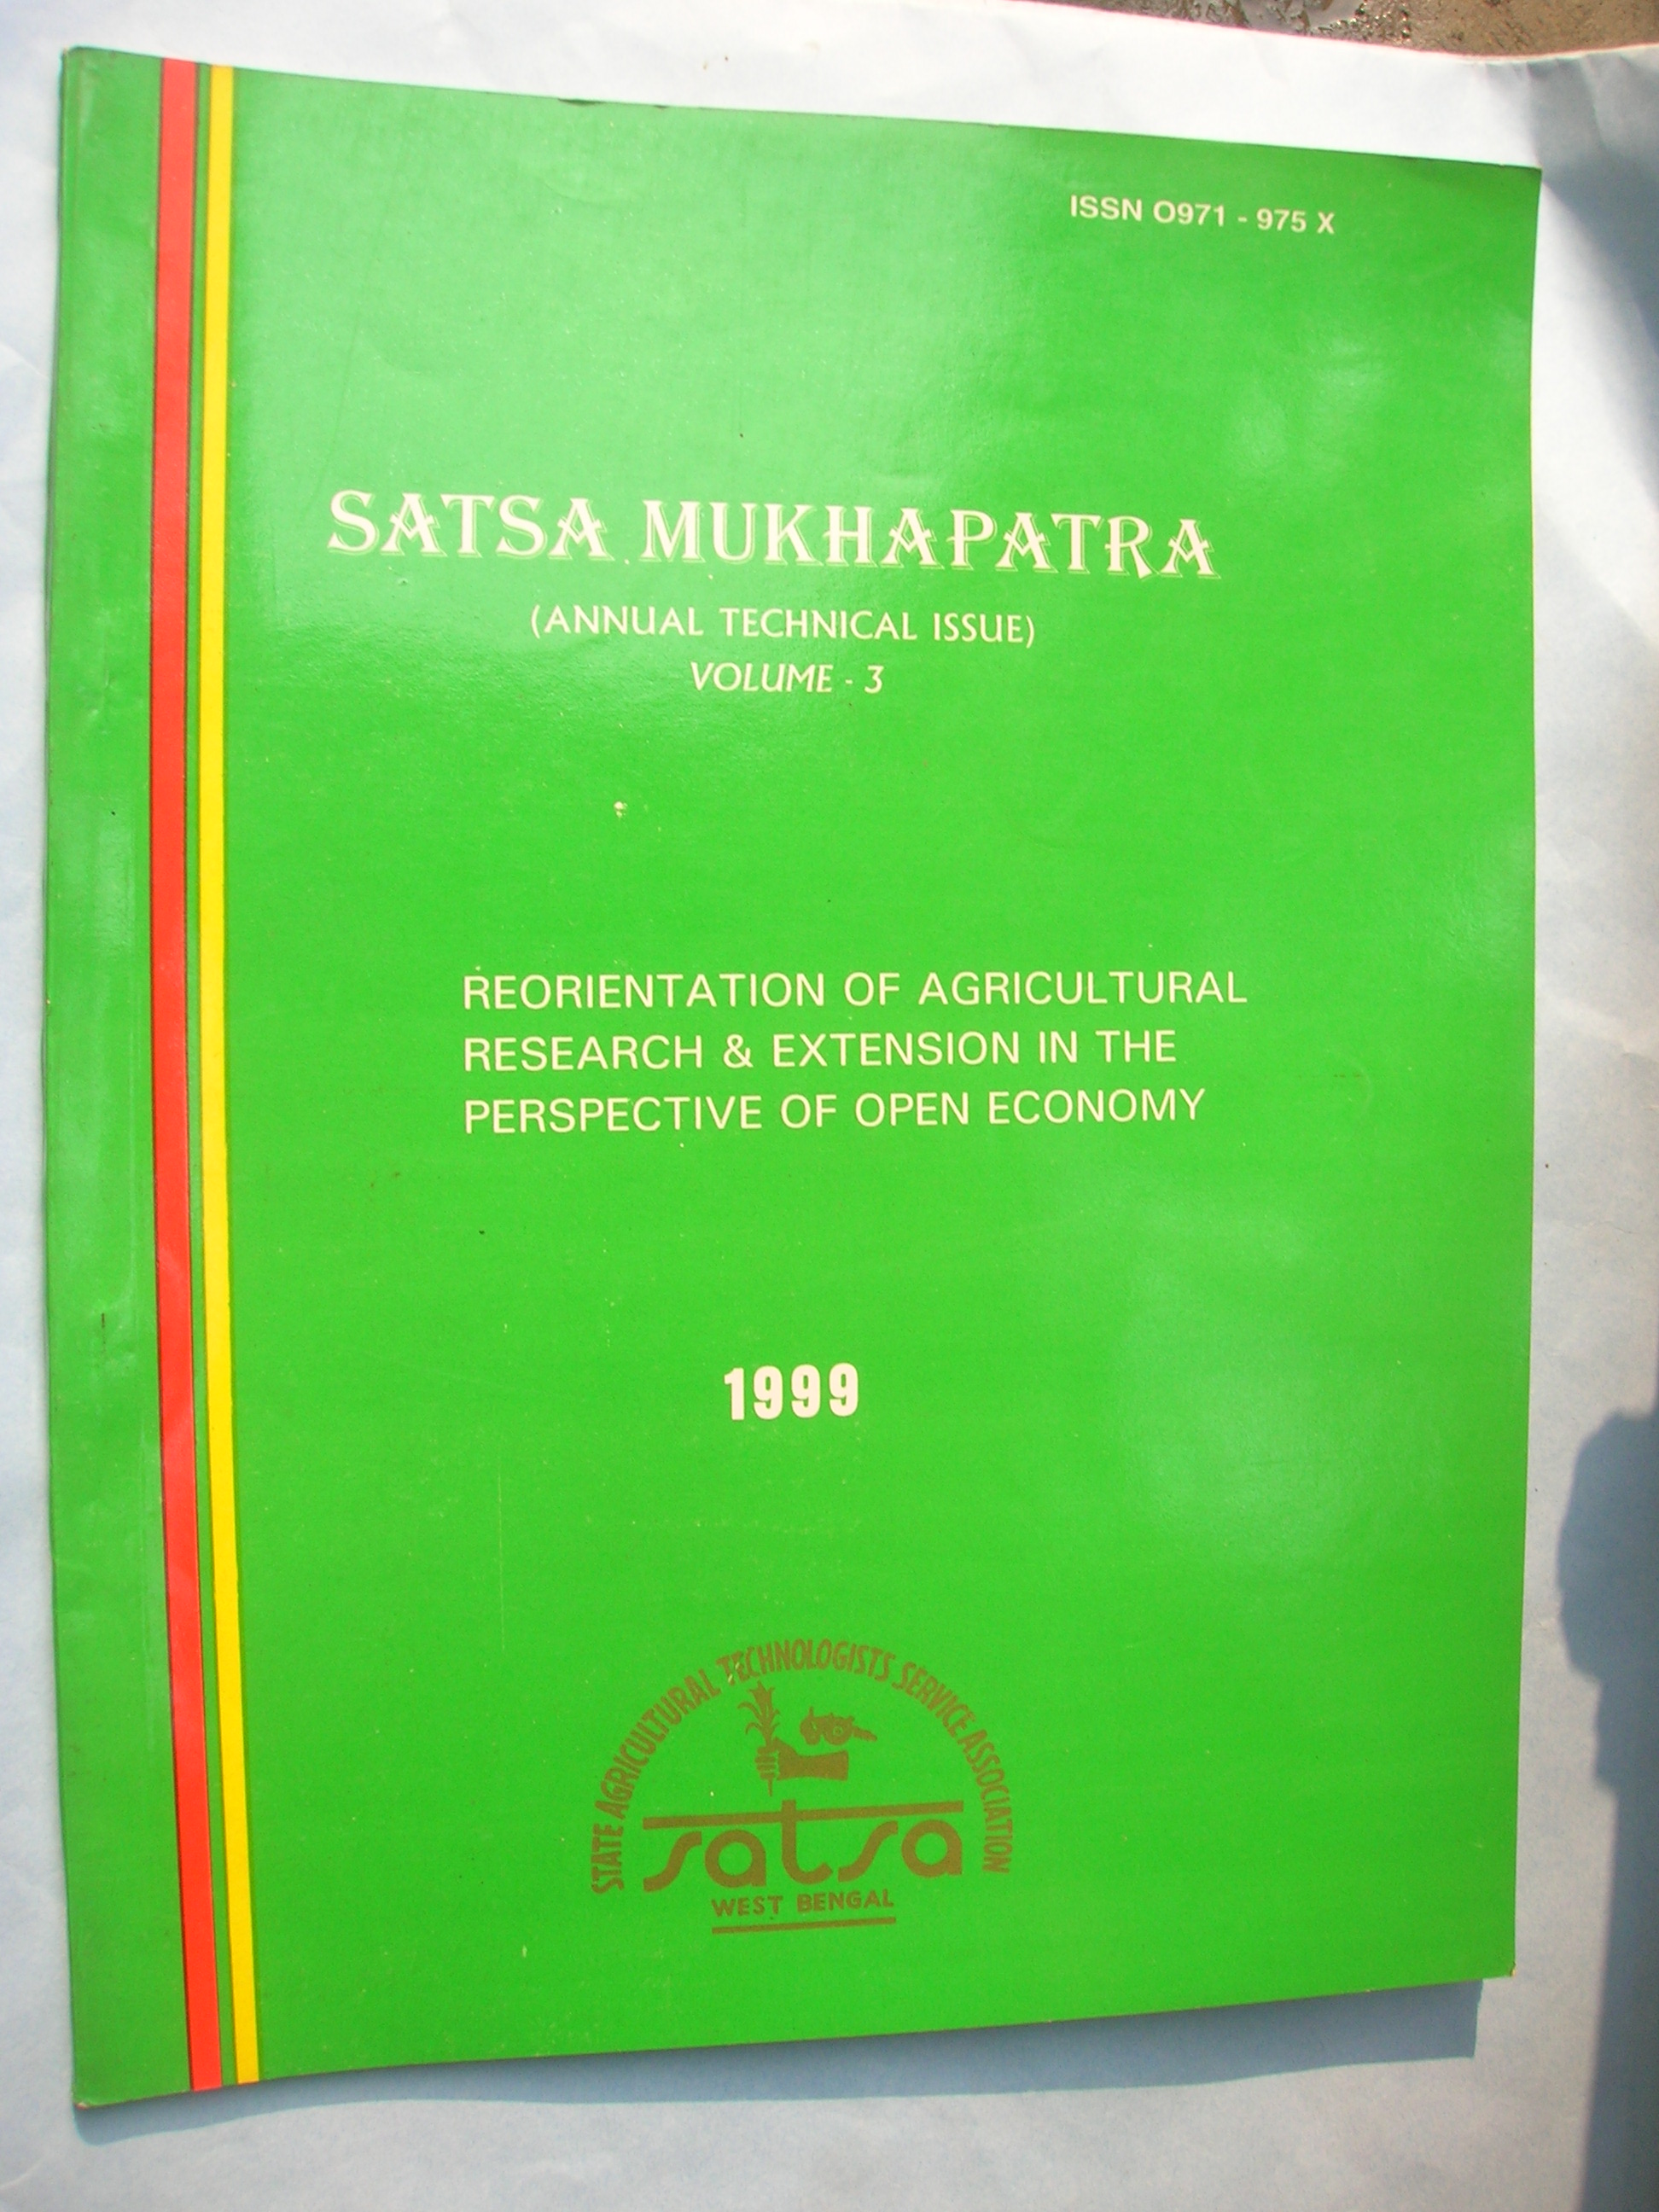 ISSN O971 - 975 X
SATSA MUKHAPATRA
(ANNUAL TECHNICAL ISSUE)
VOLUME - 3
REORIENTATION OF AGRICULTURAL
RESEARCH & EXTENSION IN THE
PERSPECTIVE OF OPEN ECONOMY
1999
STATE AGRICULTURAL TECHNOLOGISTS SERVICE ASSOCIATION
satsa
WEST BENGAL